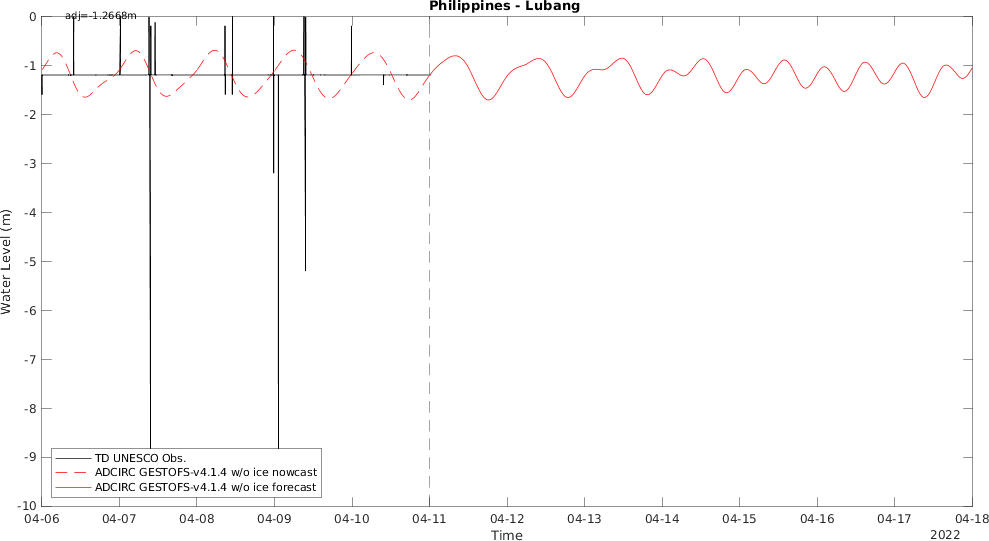 Philippines - Lubang
adj=-1.2668m
Water Level (m)
0
-1
-2
-3
-4
-5
-6
-7
-8
-9
-10
TD UNESCO Obs.
ADCIRC GESTOFS-v4.1.4 w/o ice nowcast
ADCIRC GESTOFS-v4.1.4 w/o ice forecast
04-06 04-07 04-08 04-09 04-10 04-11 04-12 04-13 04-14 04-15 04-16 04-17 04-18
Time
2022